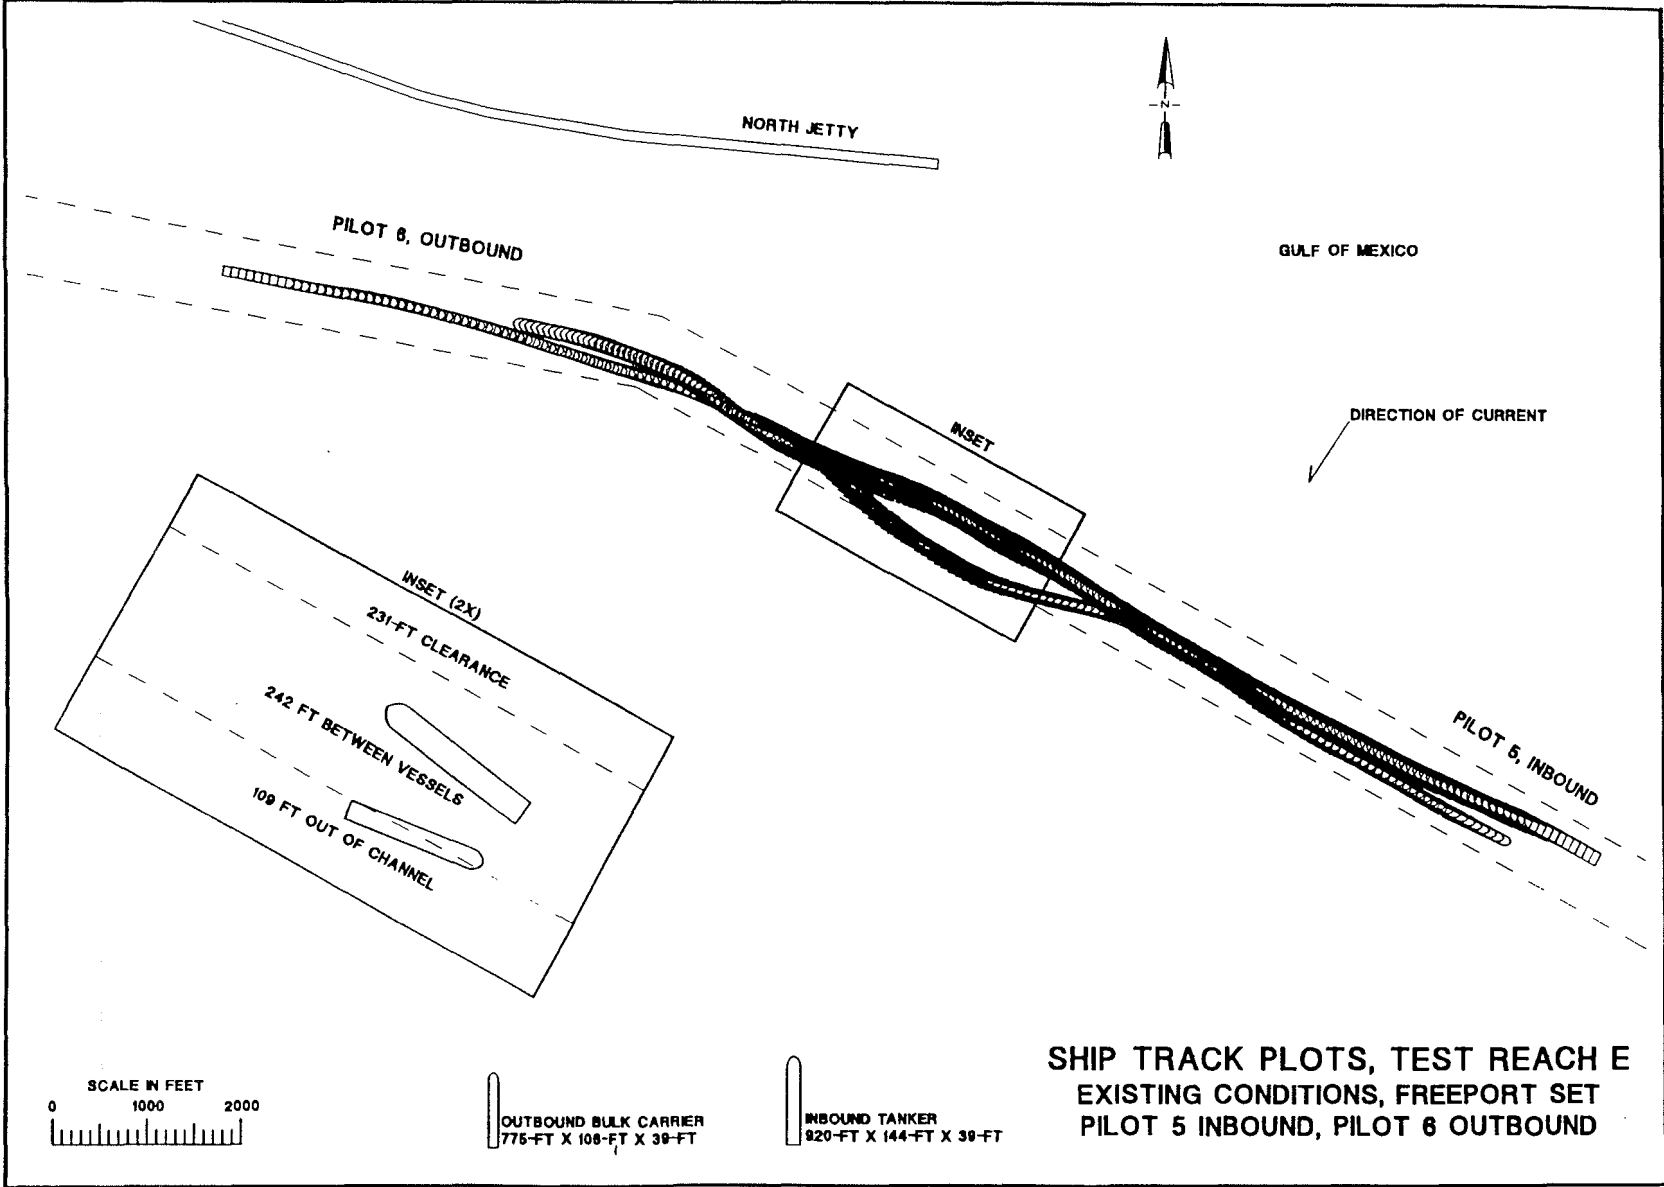 NORTH JETTY
N
PILOT 6, OUTBOUND
GULF OF MEXICO
INSET
DIRECTION OF CURRENT
INSET (2X)
231-FT CLEARANCE
242 FT BETWEEN VESSELS
109 FT OUT OF CHANNEL
PILOT 5, INBOUND
SCALE IN FEET
0 1000 2000
OUTBOUND BULK CARRIER
775-FT X 106-FT X 39-FT
INBOUND TANKER
920-FT X 144-FT X 39-FT
SHIP TRACK PLOTS, TEST REACH E
EXISTING CONDITIONS, FREEPORT SET
PILOT 5 INBOUND, PILOT 6 OUTBOUND